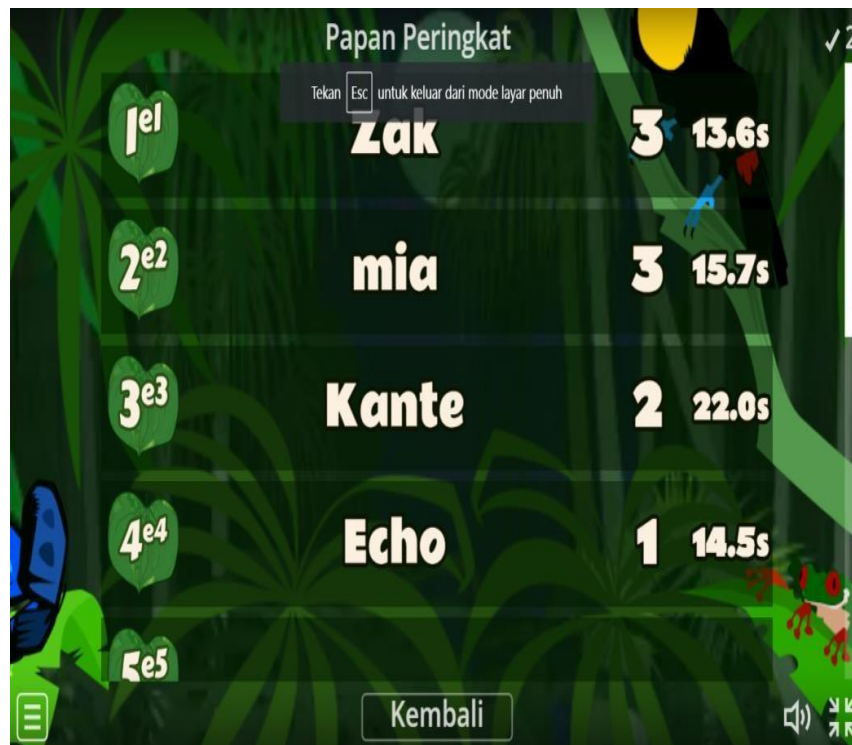 Papan Peringkat
✓ 2
Tekan Esc untuk keluar dari mode layar penuh
1e1 Zak 3 13.6s
2e2 mia 3 15.7s
3e3 Kante 2 22.0s
4e4 Echo 1 14.5s
5e5
Kembali